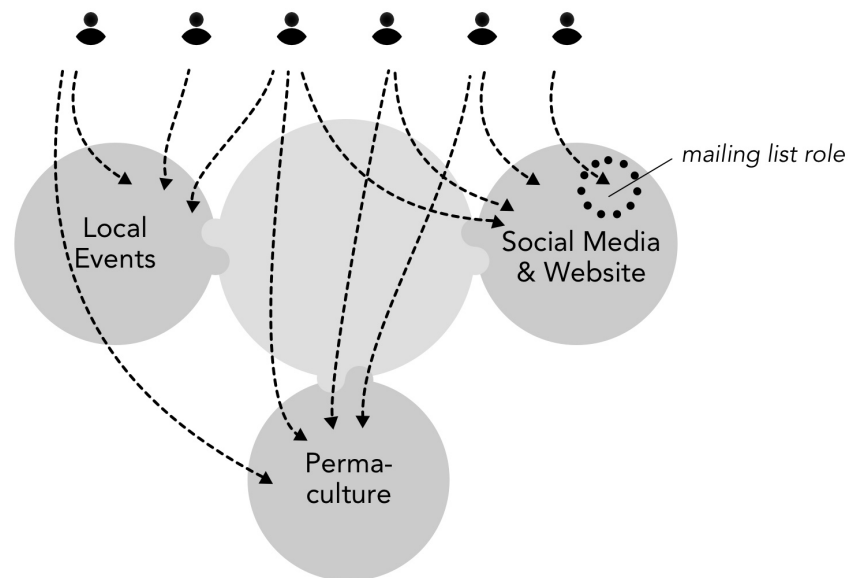 mailing list role
Local
Events
Social Media
& Website
Perma-
culture